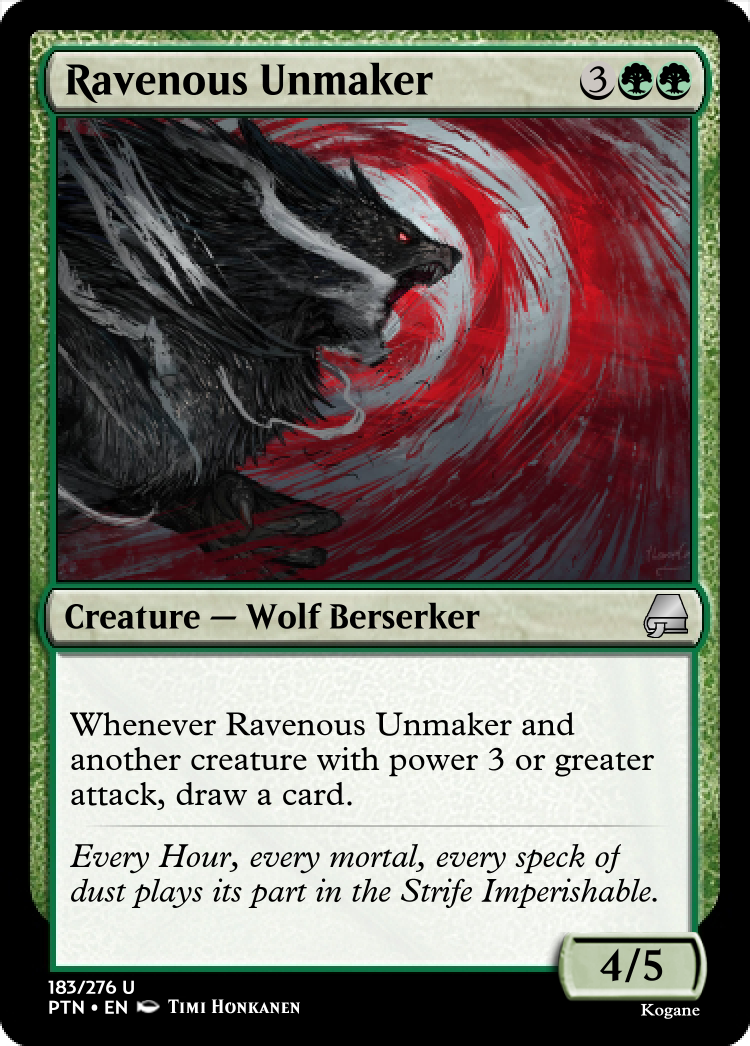 Ravenous Unmaker 3
Creature — Wolf Berserker
Whenever Ravenous Unmaker and
another creature with power 3 or greater
attack, draw a card.
Every Hour, every mortal, every speck of
dust plays its part in the Strife Imperishable.
4/5
183/276 U
PTN • EN Timi Honkanen
Kogane